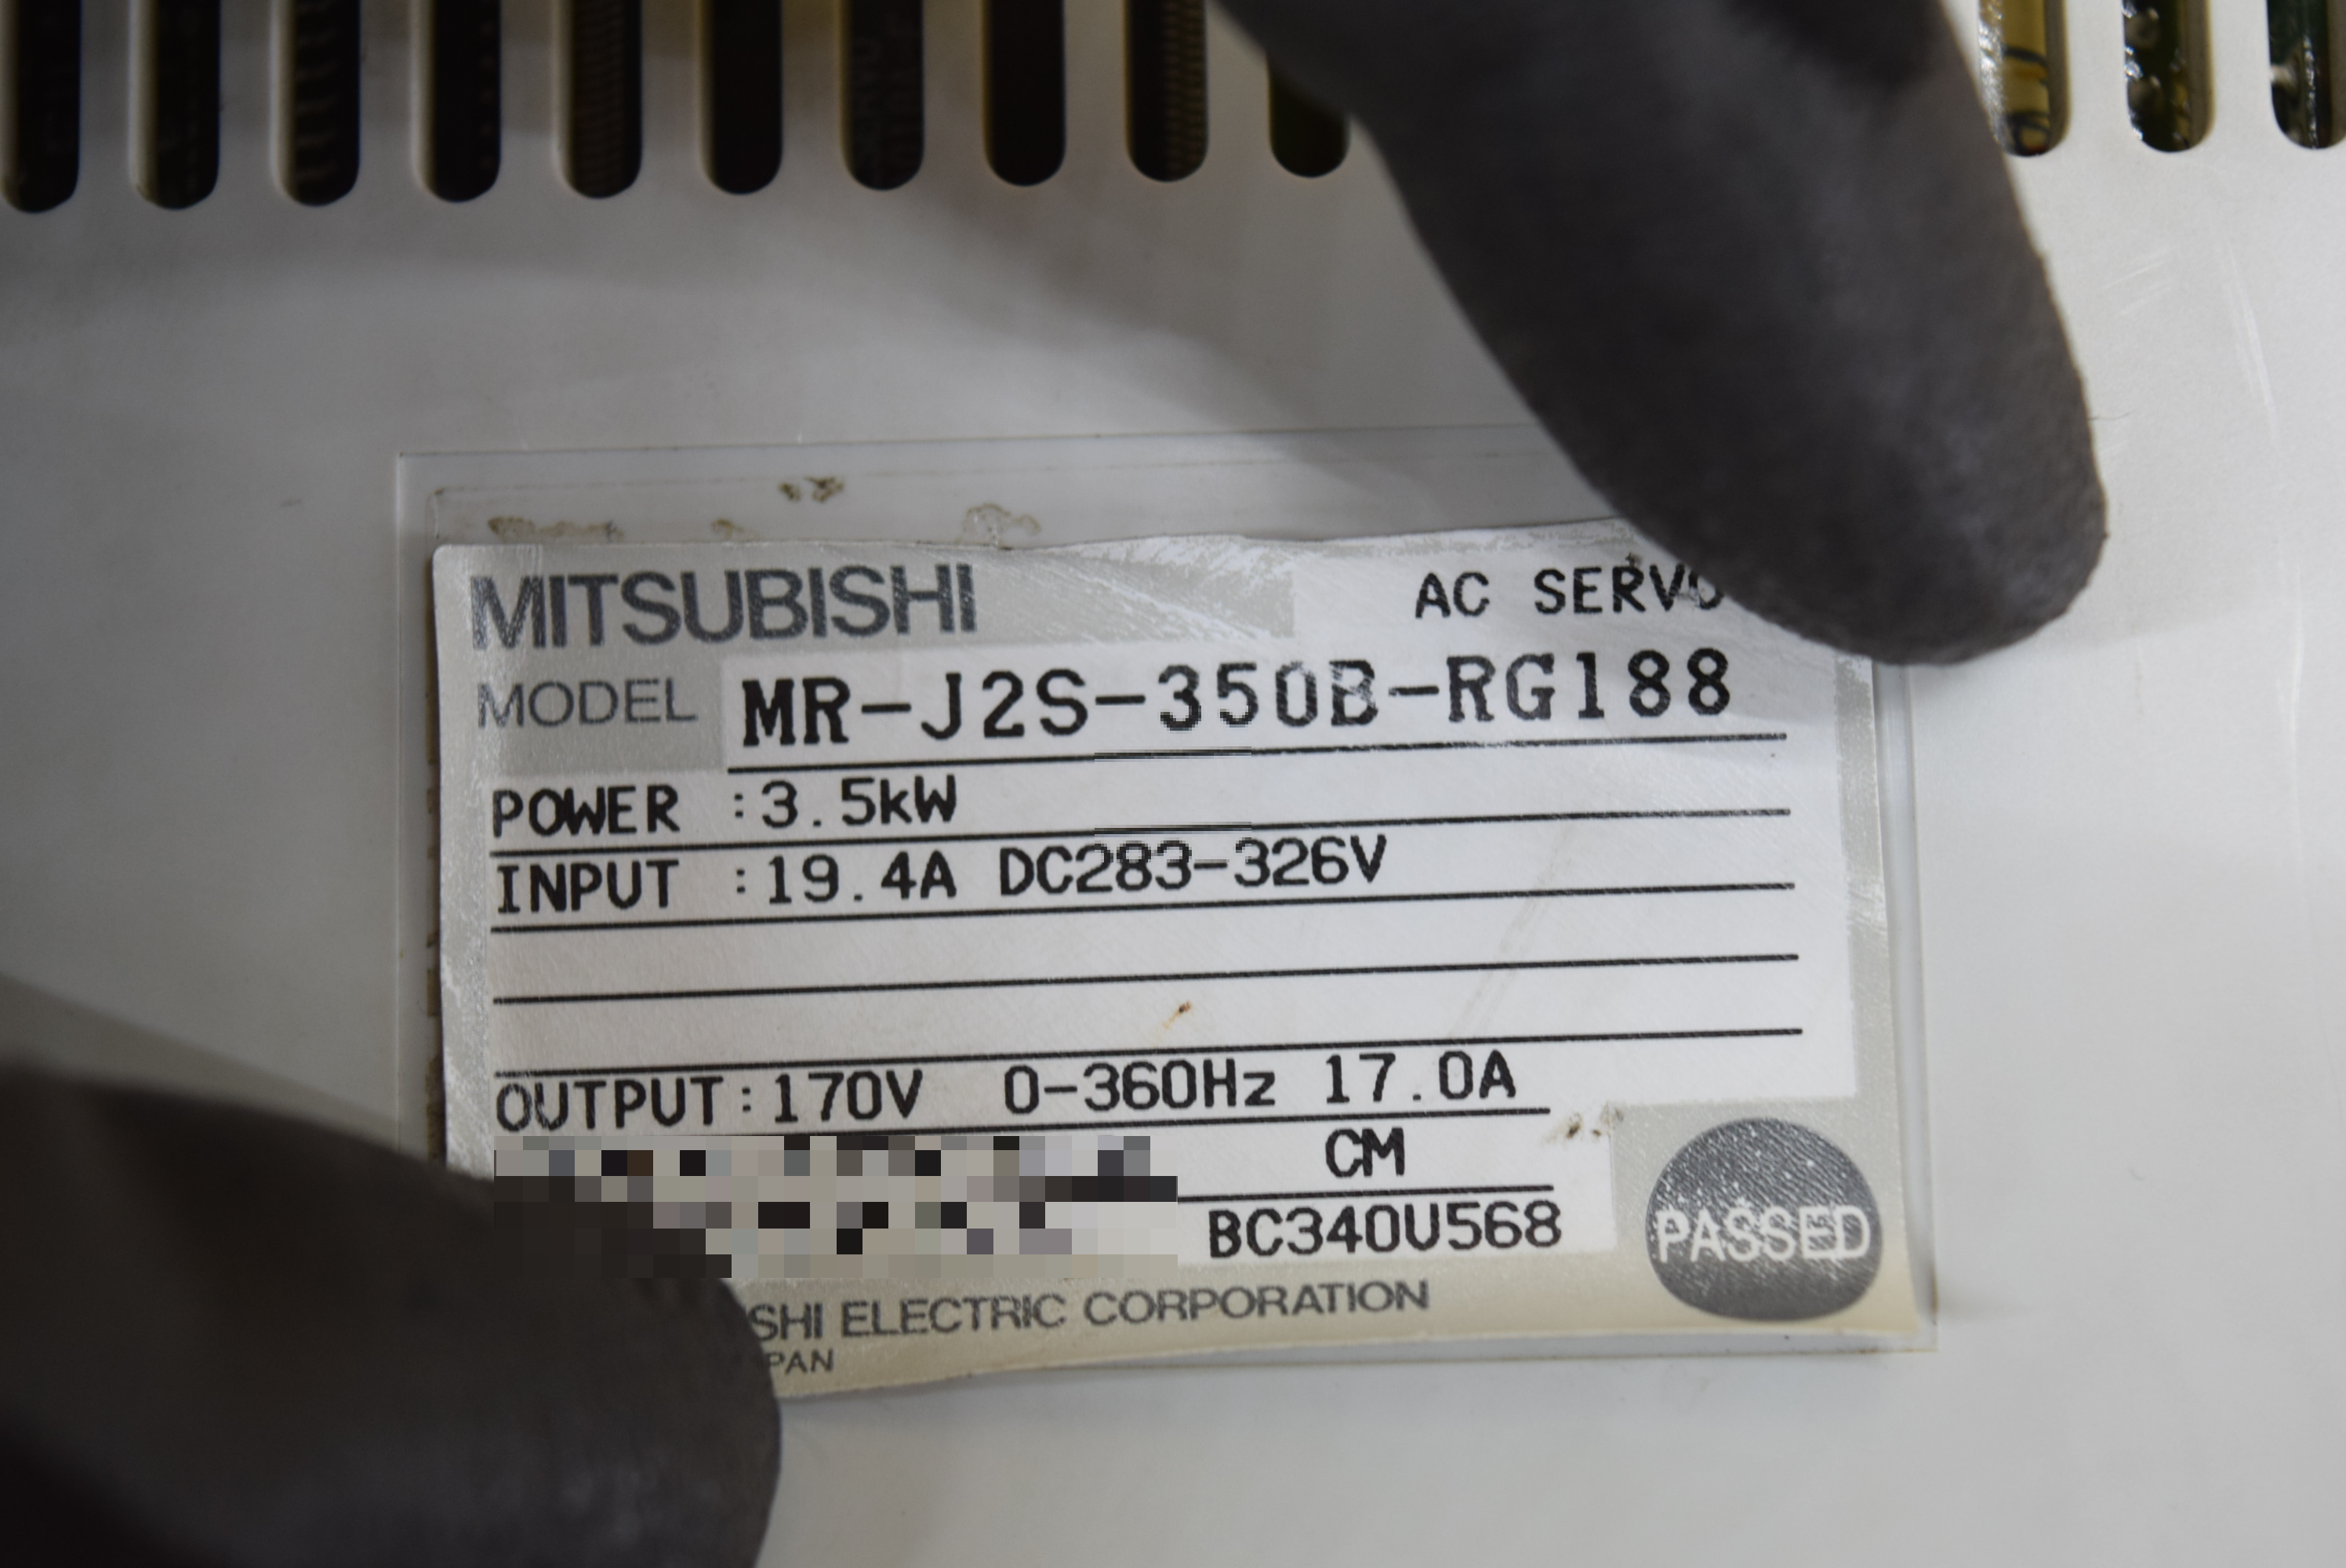 MITSUBISHI AC SERVO
MODEL MR-J2S-350B-RG188
POWER :3.5kW
INPUT :19.4A DC283-326V
OUTPUT:170V 0-360Hz 17.0A
CM
BC340U568
PASSED
SHI ELECTRIC CORPORATION
PAN